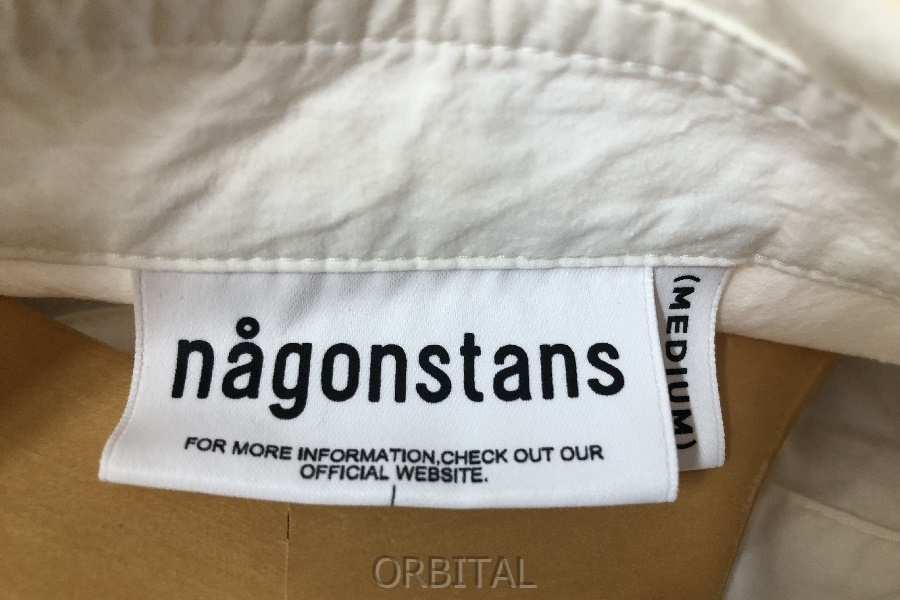 någonstans
FOR MORE INFORMATION,CHECK OUT OUR
OFFICIAL WEBSITE.
(MEDIUM)
ORBITAL